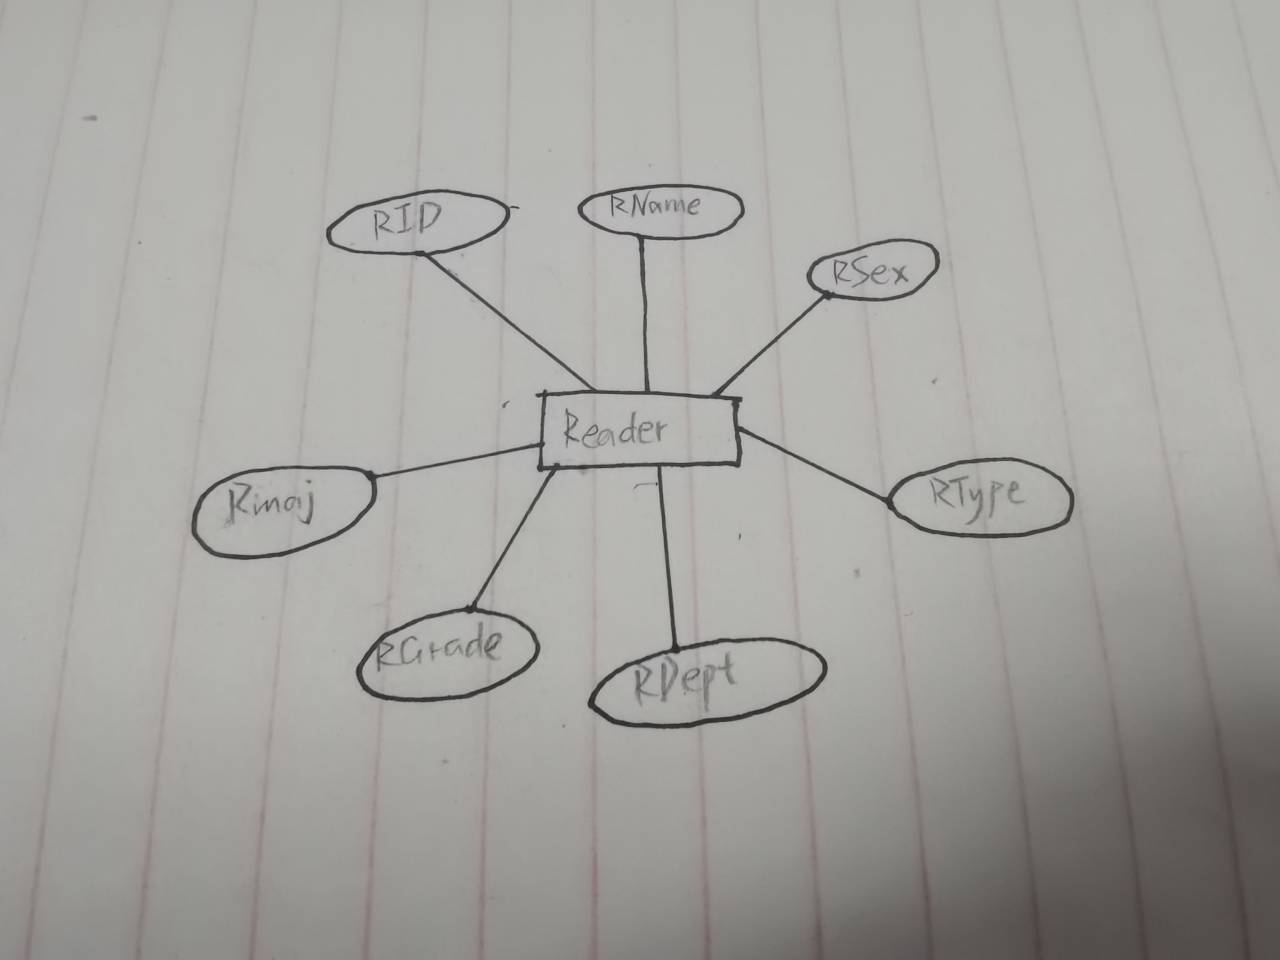 RID
RName
RSex
Reader
Rmaj
RType
RGrade
RDept